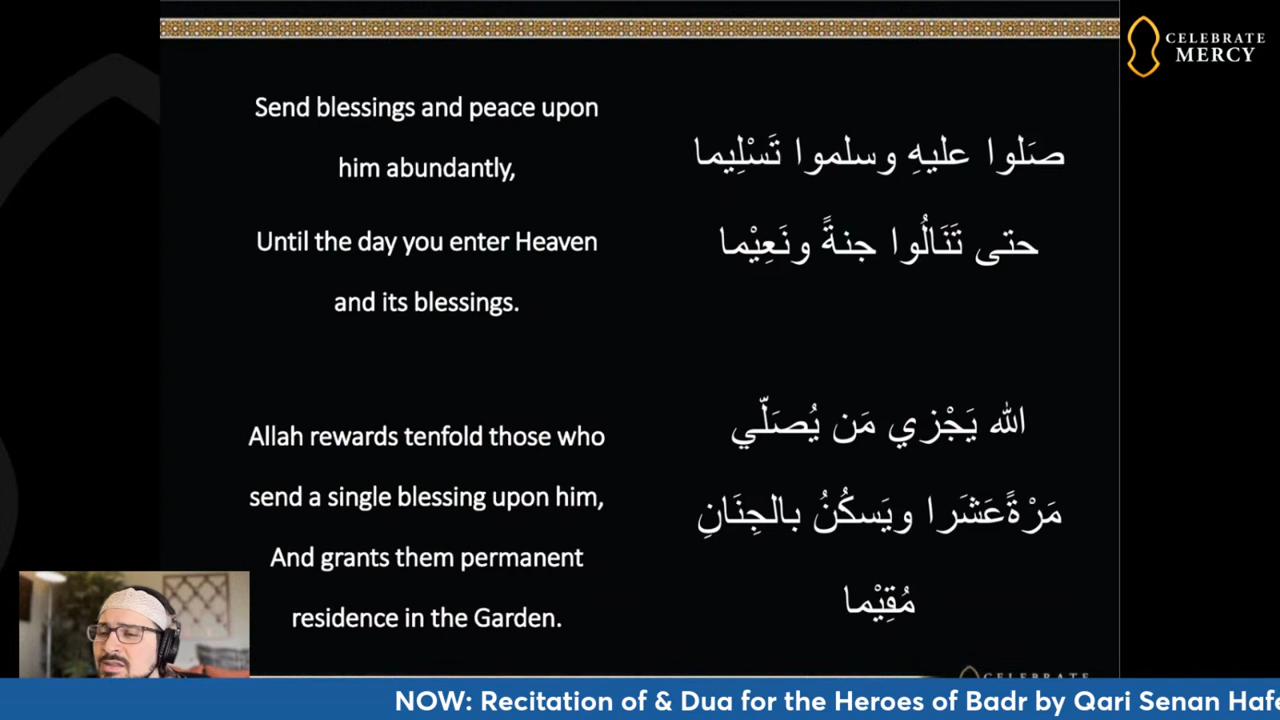 CELEBRATE
MERCY
Send blessings and peace upon
him abundantly,
Until the day you enter Heaven
and its blessings.
صَلوا عليهِ وسلموا تَسْلِيما
حتى تَنَالُوا جنةً ونَعِيْما
Allah rewards tenfold those who
send a single blessing upon him,
And grants them permanent
residence in the Garden.
الله يَجْزي مَن يُصَلّي
مَرْةًعَشَرا ويَسكُنُ بالجِنَانِ
مُقِيْما
CELEBRATE
NOW: Recitation of & Dua for the Heroes of Badr by Qari Senan Hafe